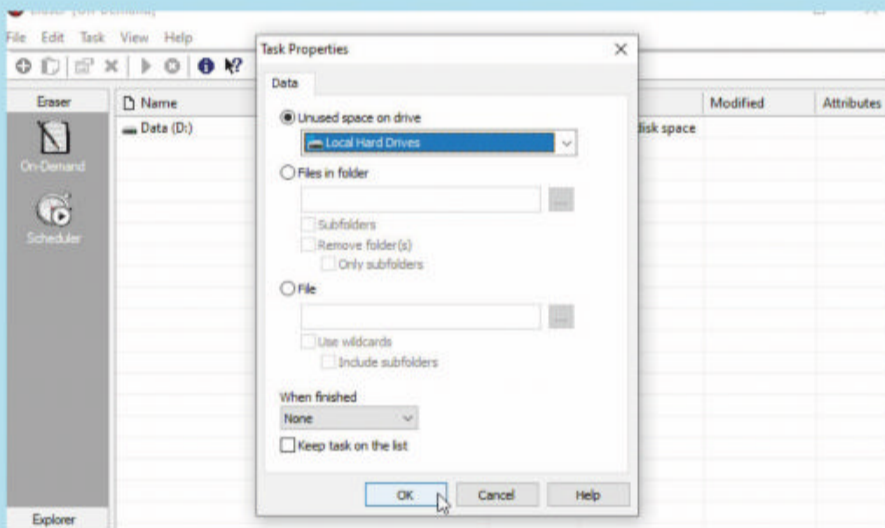 File Edit Task View Help
Eraser
Name
Modified
Attributes
Data (D:)
disk space
On-Demand
Scheduler
Explorer
Task Properties
Data
Unused space on drive
Local Hard Drives
Files in folder
...
Subfolders
Remove folder(s)
Only subfolders
File
...
Use wildcards
Include subfolders
When finished
None
Keep task on the list
OK Cancel Help